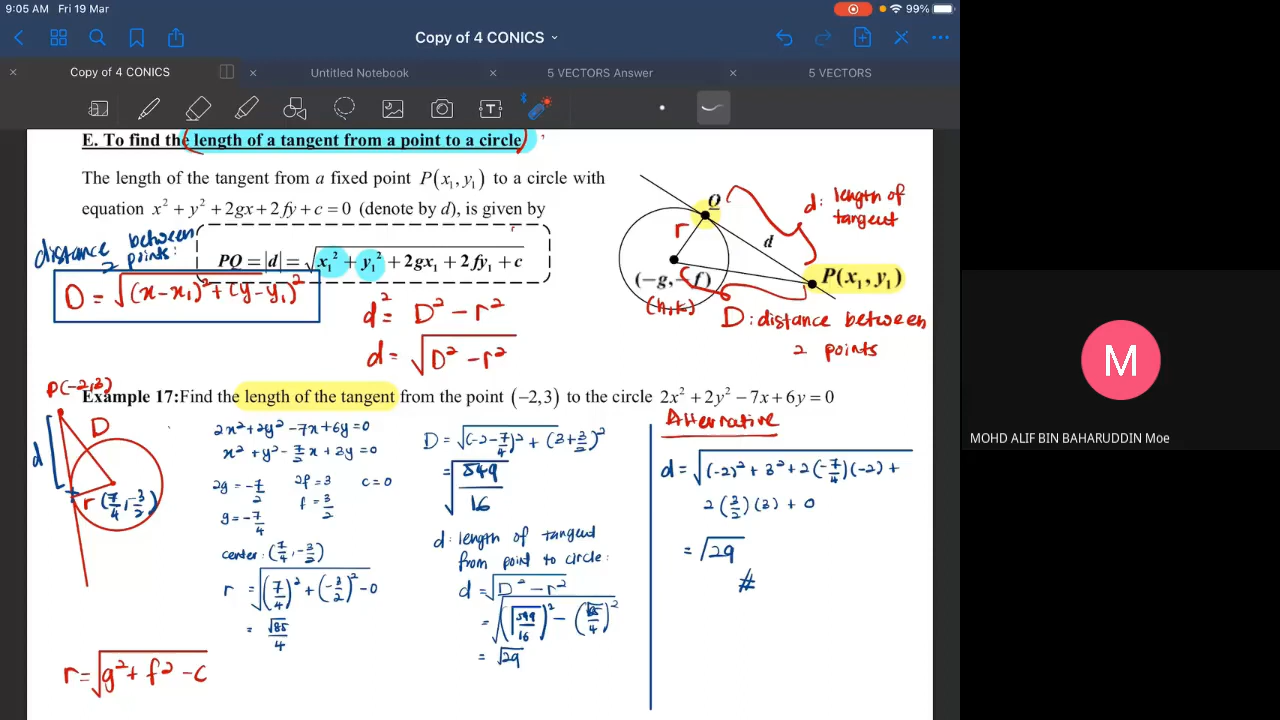 9:05 AM Fri 19 Mar
99%
Copy of 4 CONICS
Copy of 4 CONICS
Untitled Notebook
5 VECTORS Answer
5 VECTORS
E. To find the length of a tangent from a point to a circle
The length of the tangent from a fixed point P(x₁, y₁) to a circle with
equation x² + y² + 2gx + 2fy + c = 0 (denote by d), is given by
distance between
2 points:
PQ = |d| = √(x₁² + y₁² + 2gx₁ + 2fy₁ + c)
D = √((x-x₁)² + (y-y₁)²)
d² = D² - r²
d = √(D² - r²)
Q
r
d
d: length of
tangent
(-g, -f)
(h,k)
P(x₁, y₁)
D: distance between
2 points
Example 17:Find the length of the tangent from the point (-2,3) to the circle 2x² + 2y² - 7x + 6y = 0
P(-2,3)
D
d
r (7/4, -3/2)
r = √(g² + f² - c)
2x² + 2y² - 7x + 6y = 0
x² + y² - 7/2 x + 3y = 0
2g = -7/2 2f = 3 c = 0
g = -7/4 f = 3/2
center: (7/4, -3/2)
r = √((7/4)² + (-3/2)² - 0)
= √85/4
D = √((-2 - 7/4)² + (3 + 3/2)²)
= √(549/16)
d: length of tangent
from point to circle:
d = √(D² - r²)
= √((√(549/16))² - (√85/4)²)
= √29
Alternative
d = √((-2)² + 3² + 2(-7/4)(-2) +
2(3/2)(3) + 0
= √29
#
M
MOHD ALIF BIN BAHARUDDIN Moe